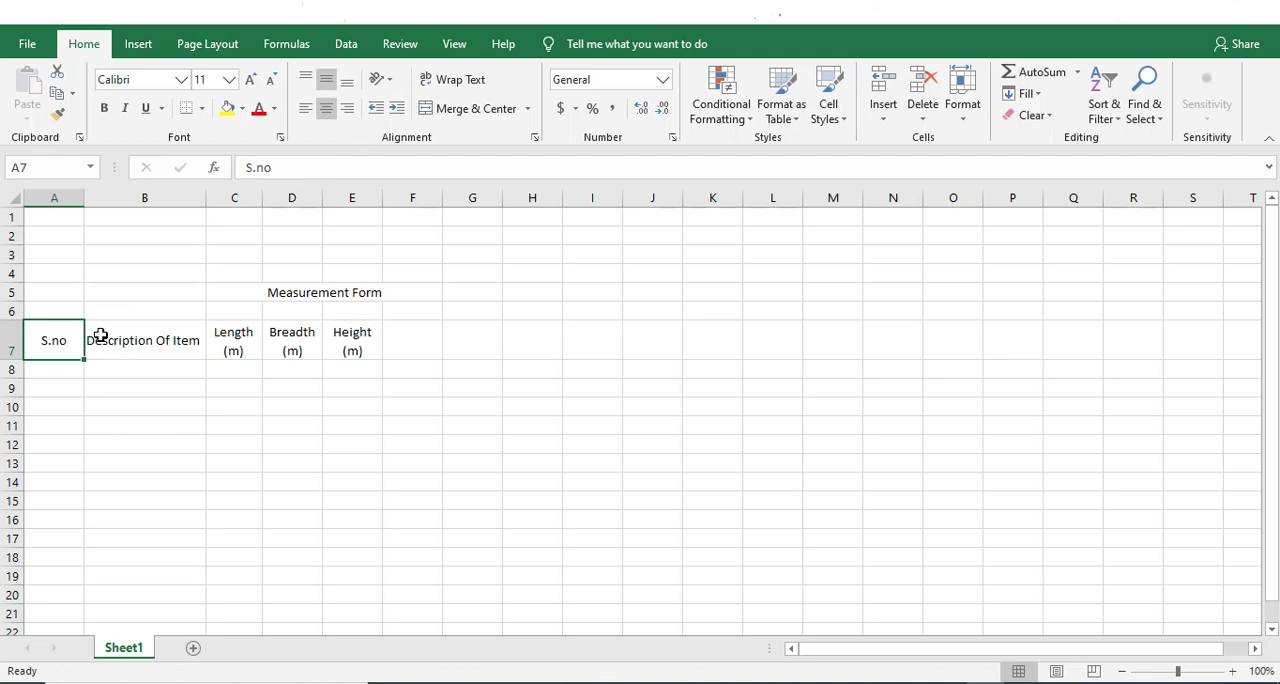 File Home Insert Page Layout Formulas Data Review View Help Tell me what you want to do Share
Paste Calibri 11 A A Wrap Text General Conditional Formatting Format as Table Cell Styles Insert Delete Format AutoSum Sort & Filter Find & Select Sensitivity
B I U A Merge & Center $ % , Fill
Clear
Clipboard Font Alignment Number Styles Cells Editing Sensitivity
A7 fx S.no
A B C D E F G H I J K L M N O P Q R S T
1
2
3
4
5 Measurement Form
6
7 S.no Description Of Item Length (m) Breadth (m) Height (m)
8
9
10
11
12
13
14
15
16
17
18
19
20
21
22
Sheet1
Ready 100%